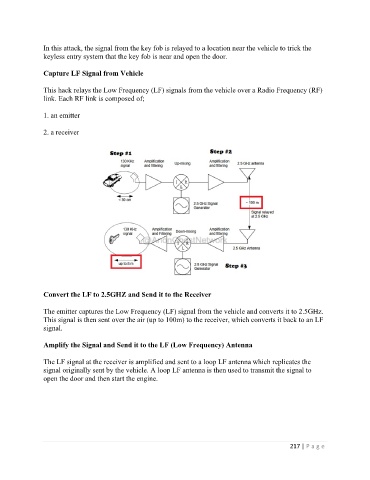 In this attack, the signal from the key fob is relayed to a location near the vehicle to trick the
keyless entry system that the key fob is near and open the door.
Capture LF Signal from Vehicle
This hack relays the Low Frequency (LF) signals from the vehicle over a Radio Frequency (RF)
link. Each RF link is composed of;
1. an emitter
2. a receiver
Step #1
Step #2
130 KHz signal
Amplification and filtering
Up-mixing
Amplification and filtering
2.5 GHz antenna
< 30 cm
2.5 GHz Signal Generator
~ 100 m
Signal relayed at 2.5 GHz
130 KHz signal
Amplification and Filtering
Down-mixing
Amplification and filtering
2.5 GHz antenna
up to 8 m
2.5 GHz Signal Generator
Step #3
Convert the LF to 2.5GHZ and Send it to the Receiver
The emitter captures the Low Frequency (LF) signal from the vehicle and converts it to 2.5GHz.
This signal is then sent over the air (up to 100m) to the receiver, which converts it back to an LF
signal.
Amplify the Signal and Send it to the LF (Low Frequency) Antenna
The LF signal at the receiver is amplified and sent to a loop LF antenna which replicates the
signal originally sent by the vehicle. A loop LF antenna is then used to transmit the signal to
open the door and then start the engine.
217 | P a g e